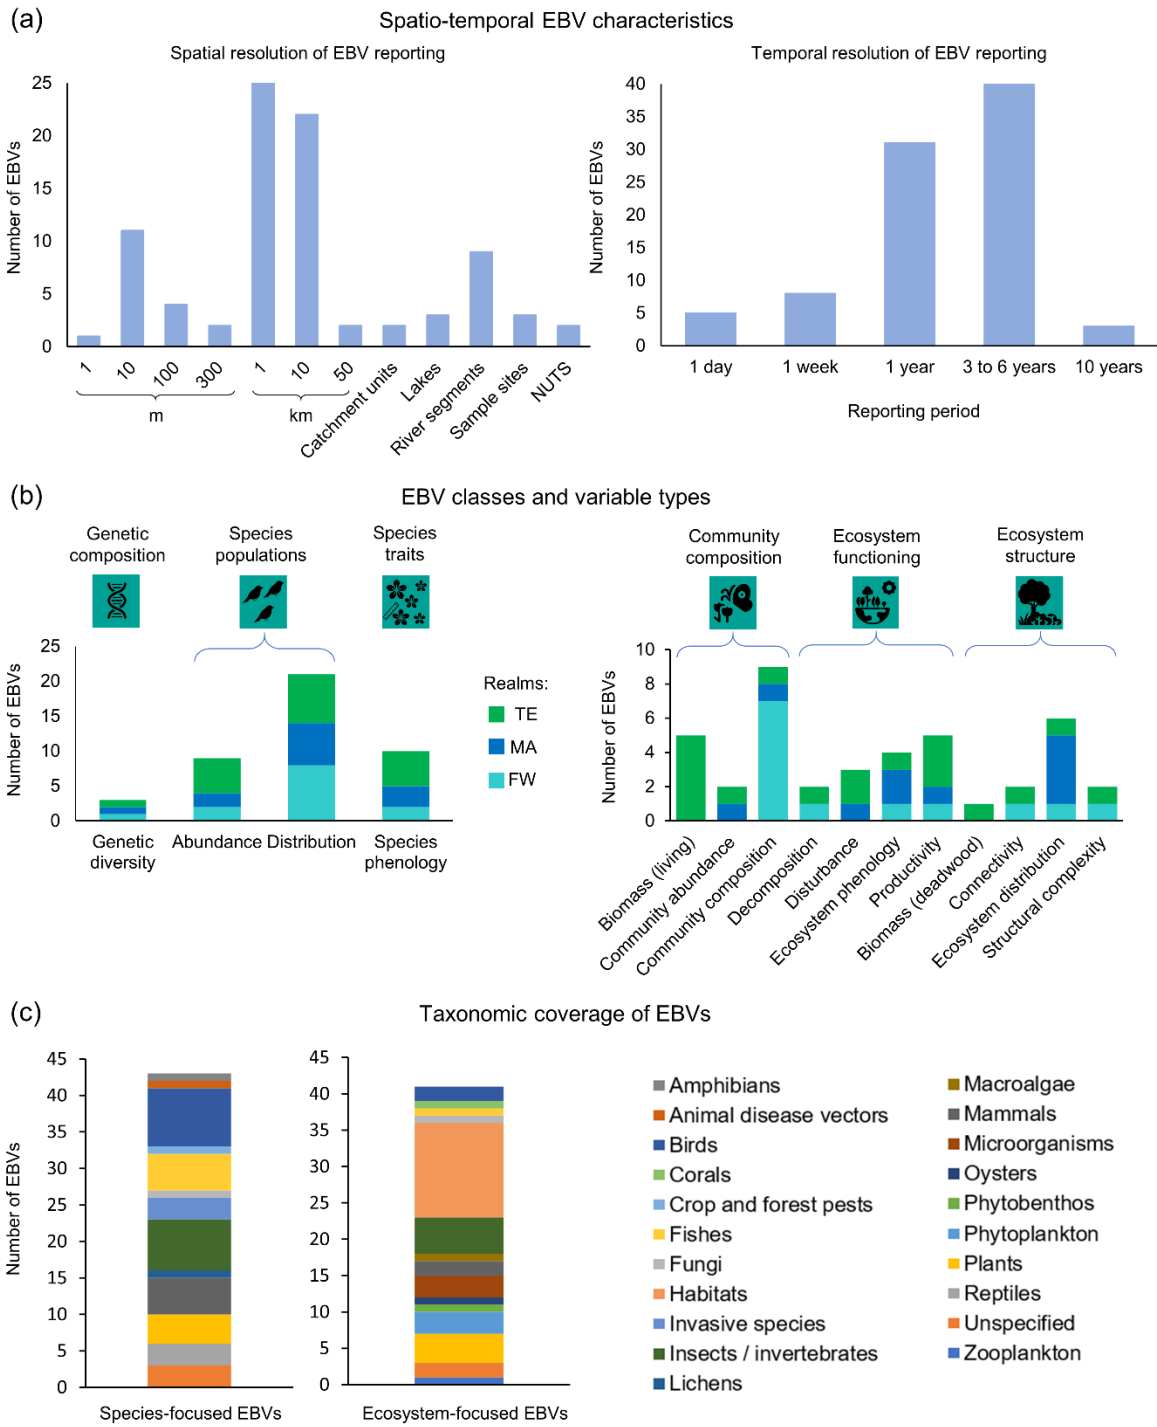 (a)
Spatio-temporal EBV characteristics
Spatial resolution of EBV reporting
Number of EBVs
25
20
15
10
5
0
1
10
100
300
1
10
50
Catchment units
Lakes
River segments
Sample sites
NUTS
m
km
Temporal resolution of EBV reporting
Number of EBVs
40
35
30
25
20
15
10
5
0
1 day
1 week
1 year
3 to 6 years
10 years
Reporting period
(b)
EBV classes and variable types
Genetic
composition
Species
populations
Species
traits
Number of EBVs
25
20
15
10
5
0
Genetic
diversity
Abundance
Distribution
Species
phenology
Realms:
TE
MA
FW
Community
composition
Ecosystem
functioning
Ecosystem
structure
Number of EBVs
10
8
6
4
2
0
Biomass (living)
Community abundance
Community composition
Decomposition
Disturbance
Ecosystem phenology
Productivity
Biomass (deadwood)
Connectivity
Ecosystem distribution
Structural complexity
(c)
Taxonomic coverage of EBVs
Number of EBVs
45
40
35
30
25
20
15
10
5
0
Species-focused EBVs
45
40
35
30
25
20
15
10
5
0
Ecosystem-focused EBVs
Amphibians
Animal disease vectors
Birds
Corals
Crop and forest pests
Fishes
Fungi
Habitats
Invasive species
Insects / invertebrates
Lichens
Macroalgae
Mammals
Microorganisms
Oysters
Phytobenthos
Phytoplankton
Plants
Reptiles
Unspecified
Zooplankton